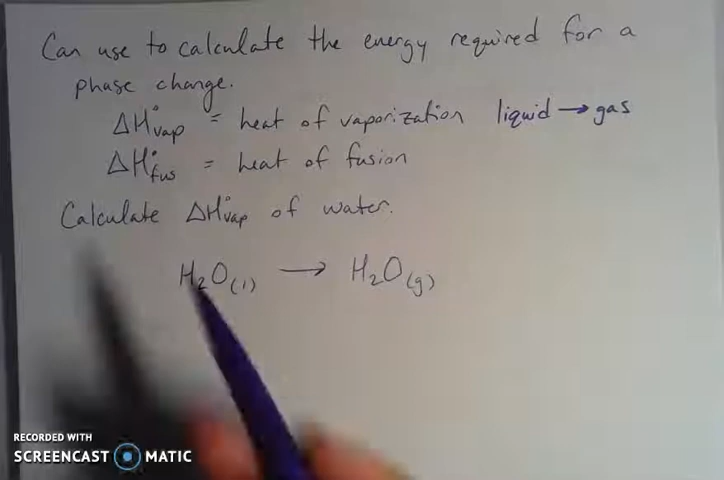 Can use to calculate the energy required for a
phase change.
ΔH°vap = heat of vaporization liquid → gas
ΔH°fus = heat of fusion
Calculate ΔH°vap of water.
H₂O(l) → H₂O(g)
RECORDED WITH
SCREENCAST MATIC